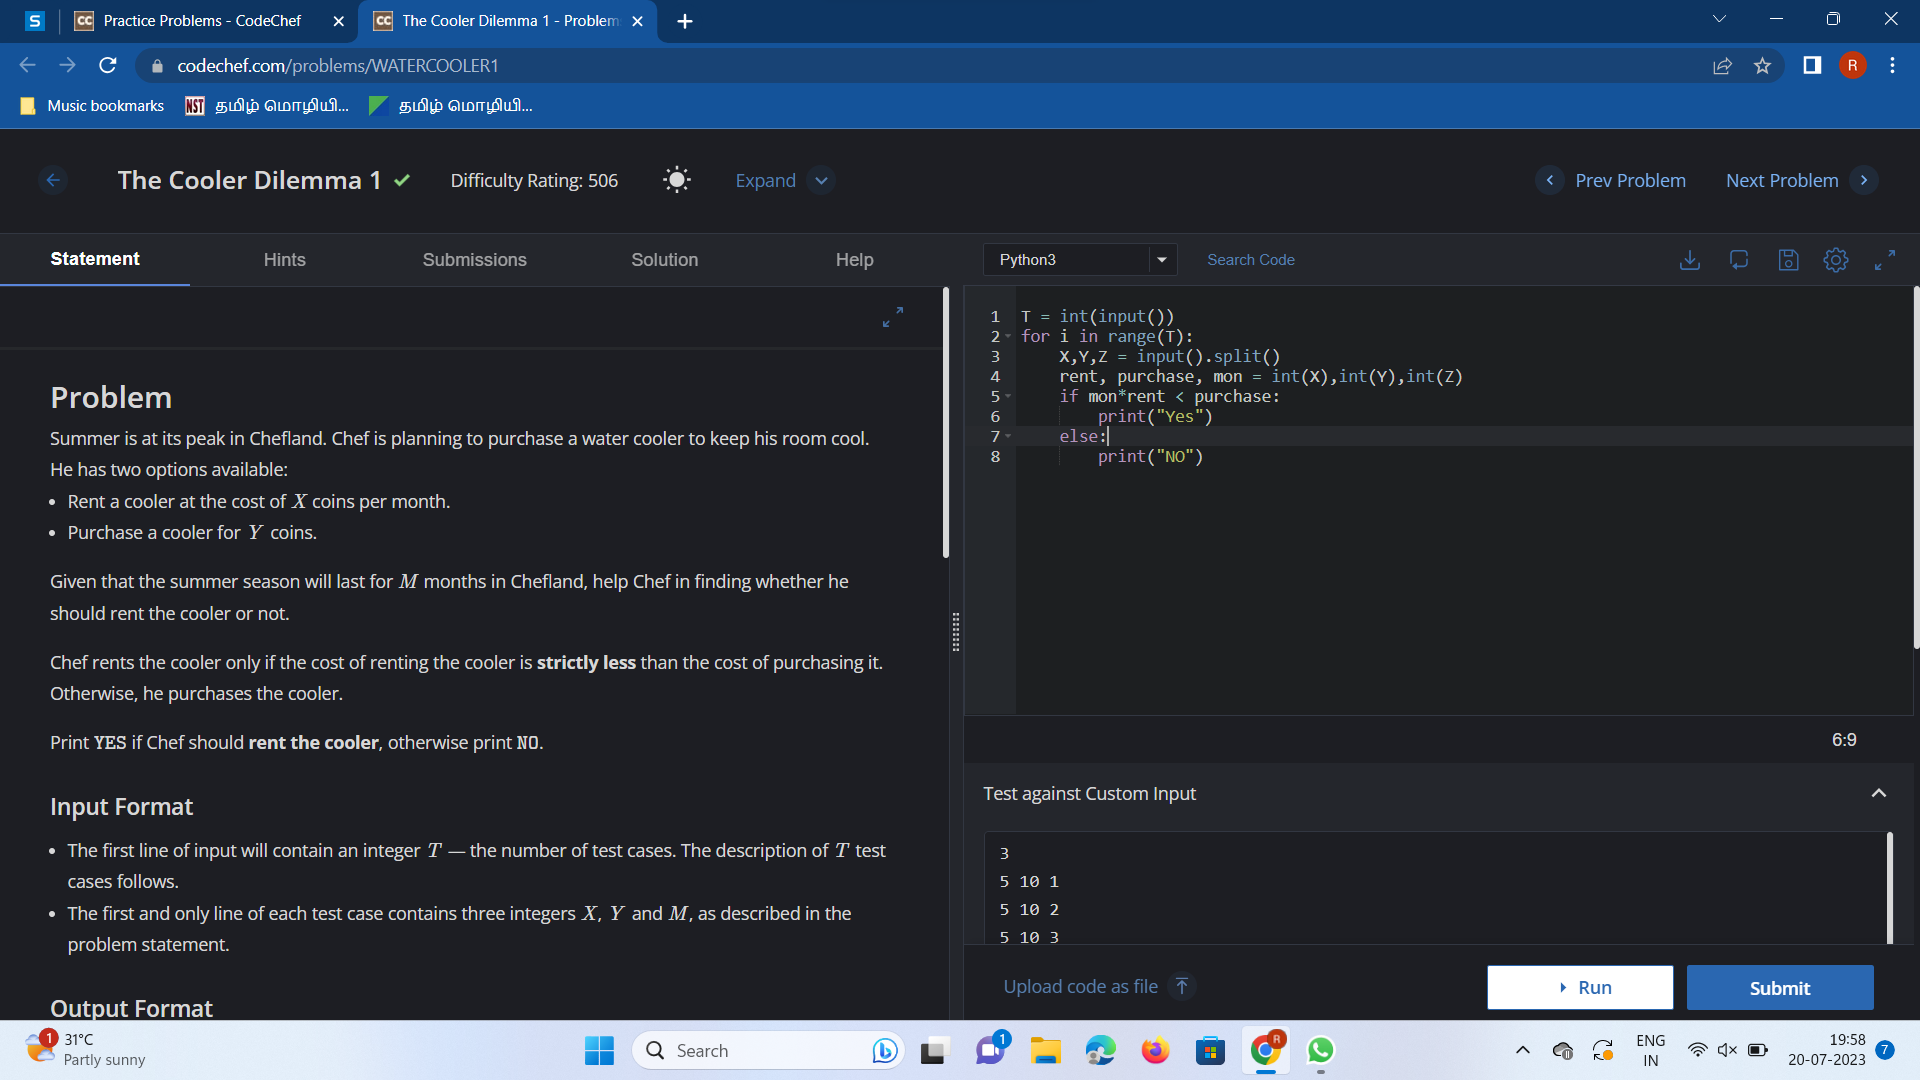 Practice Problems - CodeChef
The Cooler Dilemma 1 - Problem
codechef.com/problems/WATERCOOLER1
R
Music bookmarks
NST தமிழ் மொழியி...
தமிழ் மொழியி...
The Cooler Dilemma 1
Difficulty Rating: 506
Expand
Prev Problem
Next Problem
Statement
Hints
Submissions
Solution
Help
Problem
Summer is at its peak in Chefland. Chef is planning to purchase a water cooler to keep his room cool.
He has two options available:
• Rent a cooler at the cost of X coins per month.
• Purchase a cooler for Y coins.
Given that the summer season will last for M months in Chefland, help Chef in finding whether he
should rent the cooler or not.
Chef rents the cooler only if the cost of renting the cooler is strictly less than the cost of purchasing it.
Otherwise, he purchases the cooler.
Print YES if Chef should rent the cooler, otherwise print NO.
Input Format
• The first line of input will contain an integer T — the number of test cases. The description of T test
cases follows.
• The first and only line of each test case contains three integers X, Y and M, as described in the
problem statement.
Output Format
Python3
Search Code
1 T = int(input())
2 for i in range(T):
3     X,Y,Z = input().split()
4     rent, purchase, mon = int(X),int(Y),int(Z)
5     if mon*rent < purchase:
6         print("Yes")
7     else:
8         print("NO")
6:9
Test against Custom Input
3
5 10 1
5 10 2
5 10 3
Upload code as file
Run
Submit
1
31°C
Partly sunny
Search
1
R
ENG
IN
19:58
20-07-2023
7